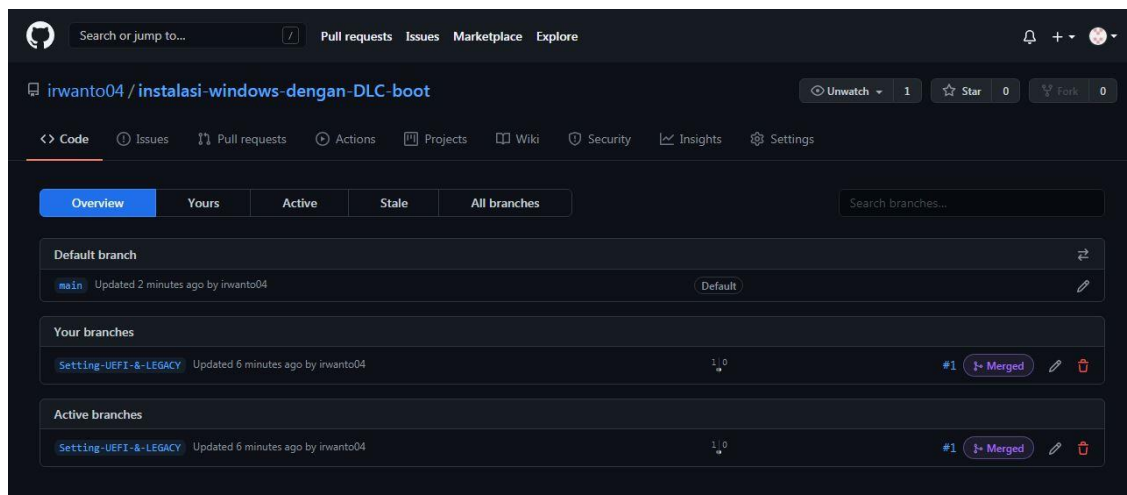 Search or jump to... / Pull requests Issues Marketplace Explore
irwanto04 / instalasi-windows-dengan-DLC-boot Unwatch 1 Star 0 Fork 0
Code Issues Pull requests Actions Projects Wiki Security Insights Settings
Overview Yours Active Stale All branches Search branches...
Default branch
main Updated 2 minutes ago by irwanto04 Default
Your branches
Setting-UEFI-&-LEGACY Updated 6 minutes ago by irwanto04 1 | 0 #1 Merged
Active branches
Setting-UEFI-&-LEGACY Updated 6 minutes ago by irwanto04 1 | 0 #1 Merged